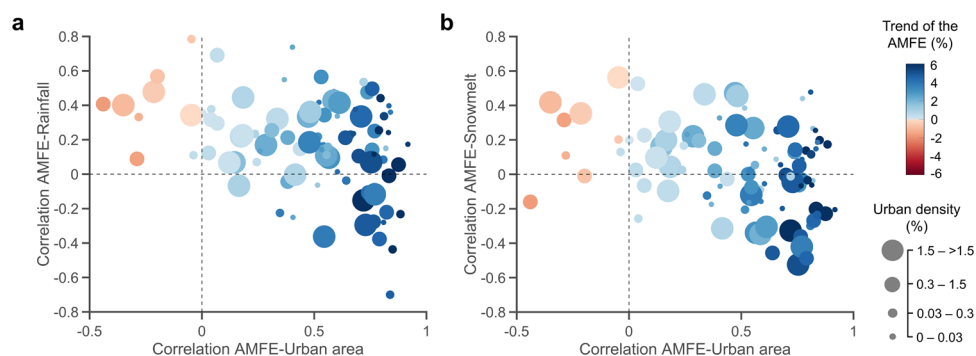 a
0.8
0.6
0.4
0.2
0
-0.2
-0.4
-0.6
-0.8
Correlation AMFE-Rainfall
-0.5
0
0.5
1
Correlation AMFE-Urban area
b
0.8
0.6
0.4
0.2
0
-0.2
-0.4
-0.6
-0.8
Correlation AMFE-Snowmelt
-0.5
0
0.5
1
Correlation AMFE-Urban area
Trend of the
AMFE (%)
6
4
2
0
-2
-4
-6
Urban density
(%)
1.5 – >1.5
0.3 – 1.5
0.03 – 0.3
0 – 0.03